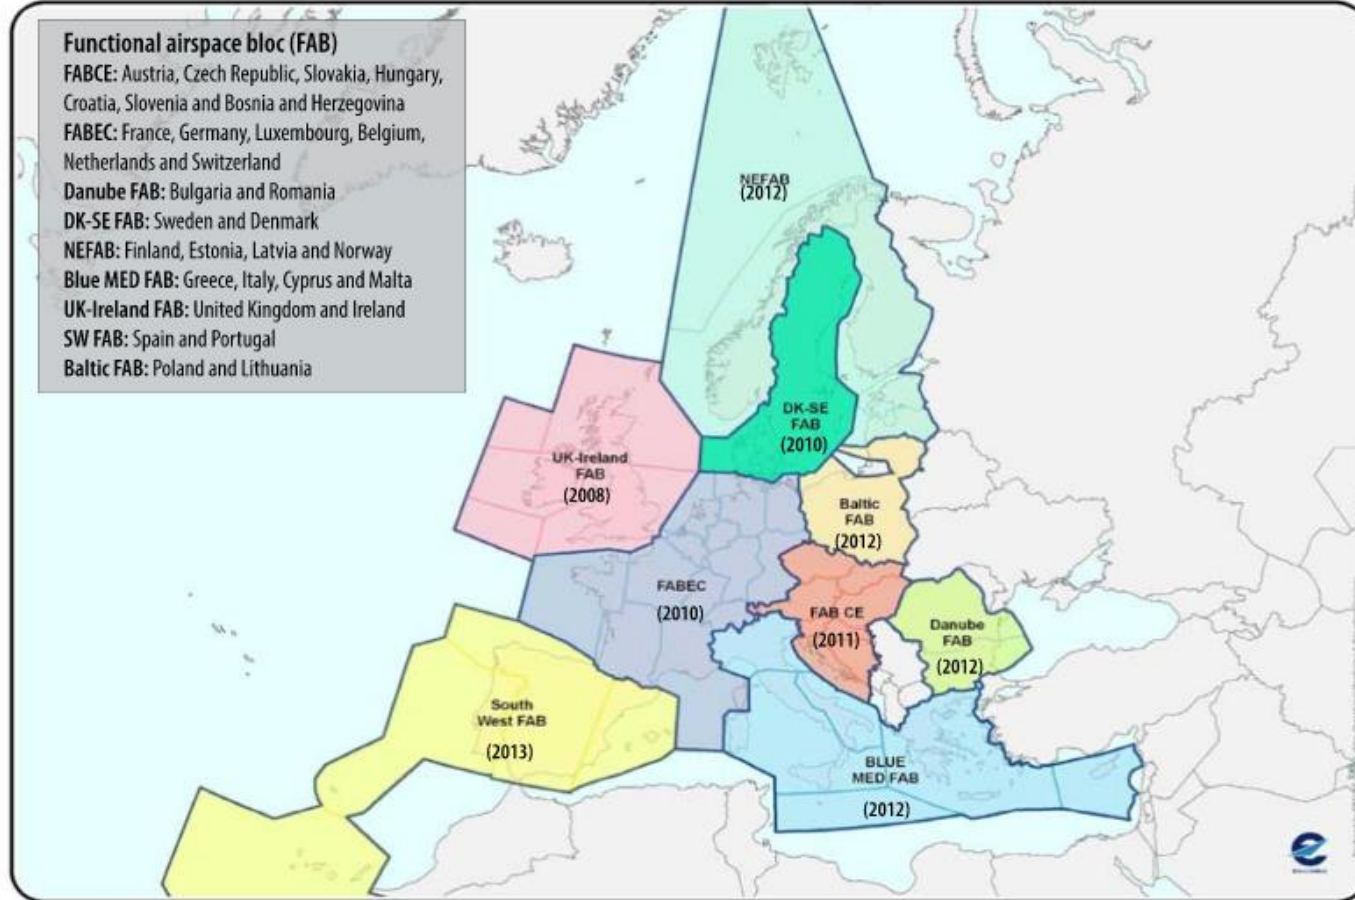 Functional airspace bloc (FAB)
FABCE: Austria, Czech Republic, Slovakia, Hungary,
Croatia, Slovenia and Bosnia and Herzegovina
FABEC: France, Germany, Luxembourg, Belgium,
Netherlands and Switzerland
Danube FAB: Bulgaria and Romania
DK-SE FAB: Sweden and Denmark
NEFAB: Finland, Estonia, Latvia and Norway
Blue MED FAB: Greece, Italy, Cyprus and Malta
UK-Ireland FAB: United Kingdom and Ireland
SW FAB: Spain and Portugal
Baltic FAB: Poland and Lithuania
NEFAB
(2012)
DK-SE
FAB
(2010)
UK-Ireland
FAB
(2008)
Baltic
FAB
(2012)
FABEC
(2010)
FAB CE
(2011)
Danube
FAB
(2012)
South
West FAB
(2013)
BLUE
MED FAB
(2012)